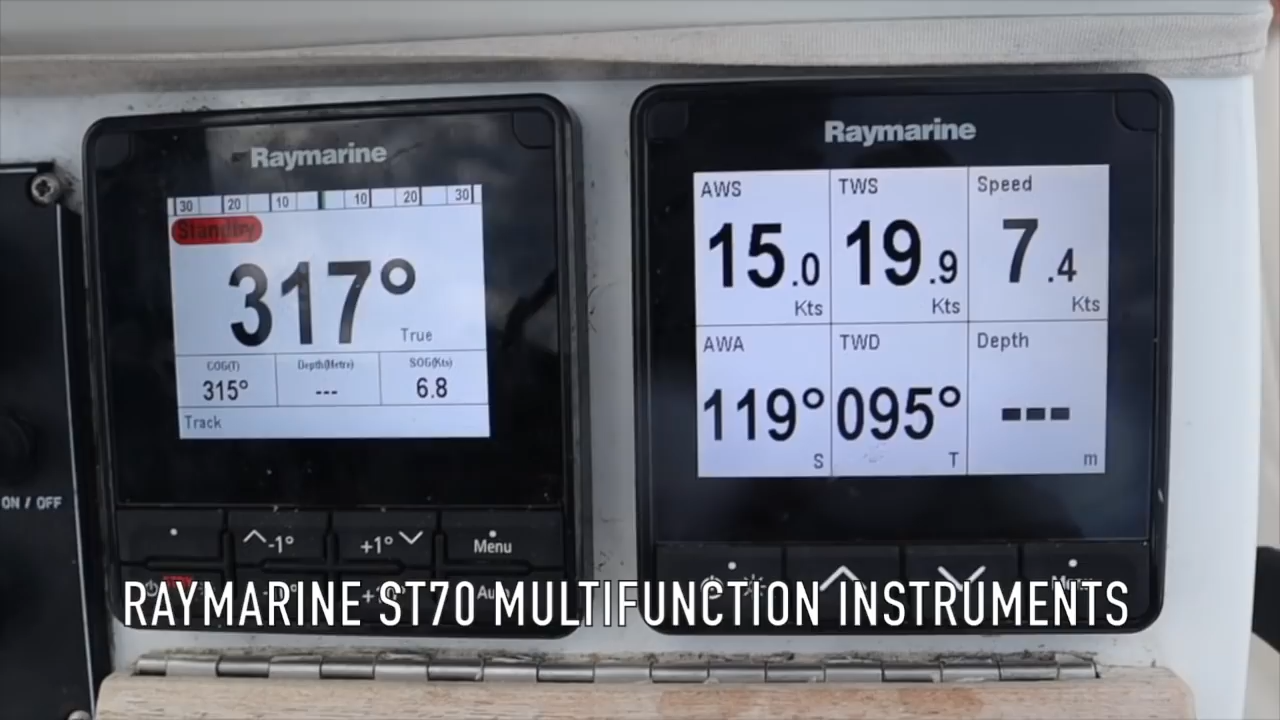 Raymarine
30 20 10 10 20 30
Standby
317°
True
COG(T) Depth(Metre) SOG(Kts)
315° --- 6.8
Track
-1° +1° Menu
ON / OFF
Raymarine
AWS TWS Speed
15.0 19.9 7.4
Kts Kts Kts
AWA TWD Depth
119° 095° ---
S T m
RAYMARINE ST70 MULTIFUNCTION INSTRUMENTS